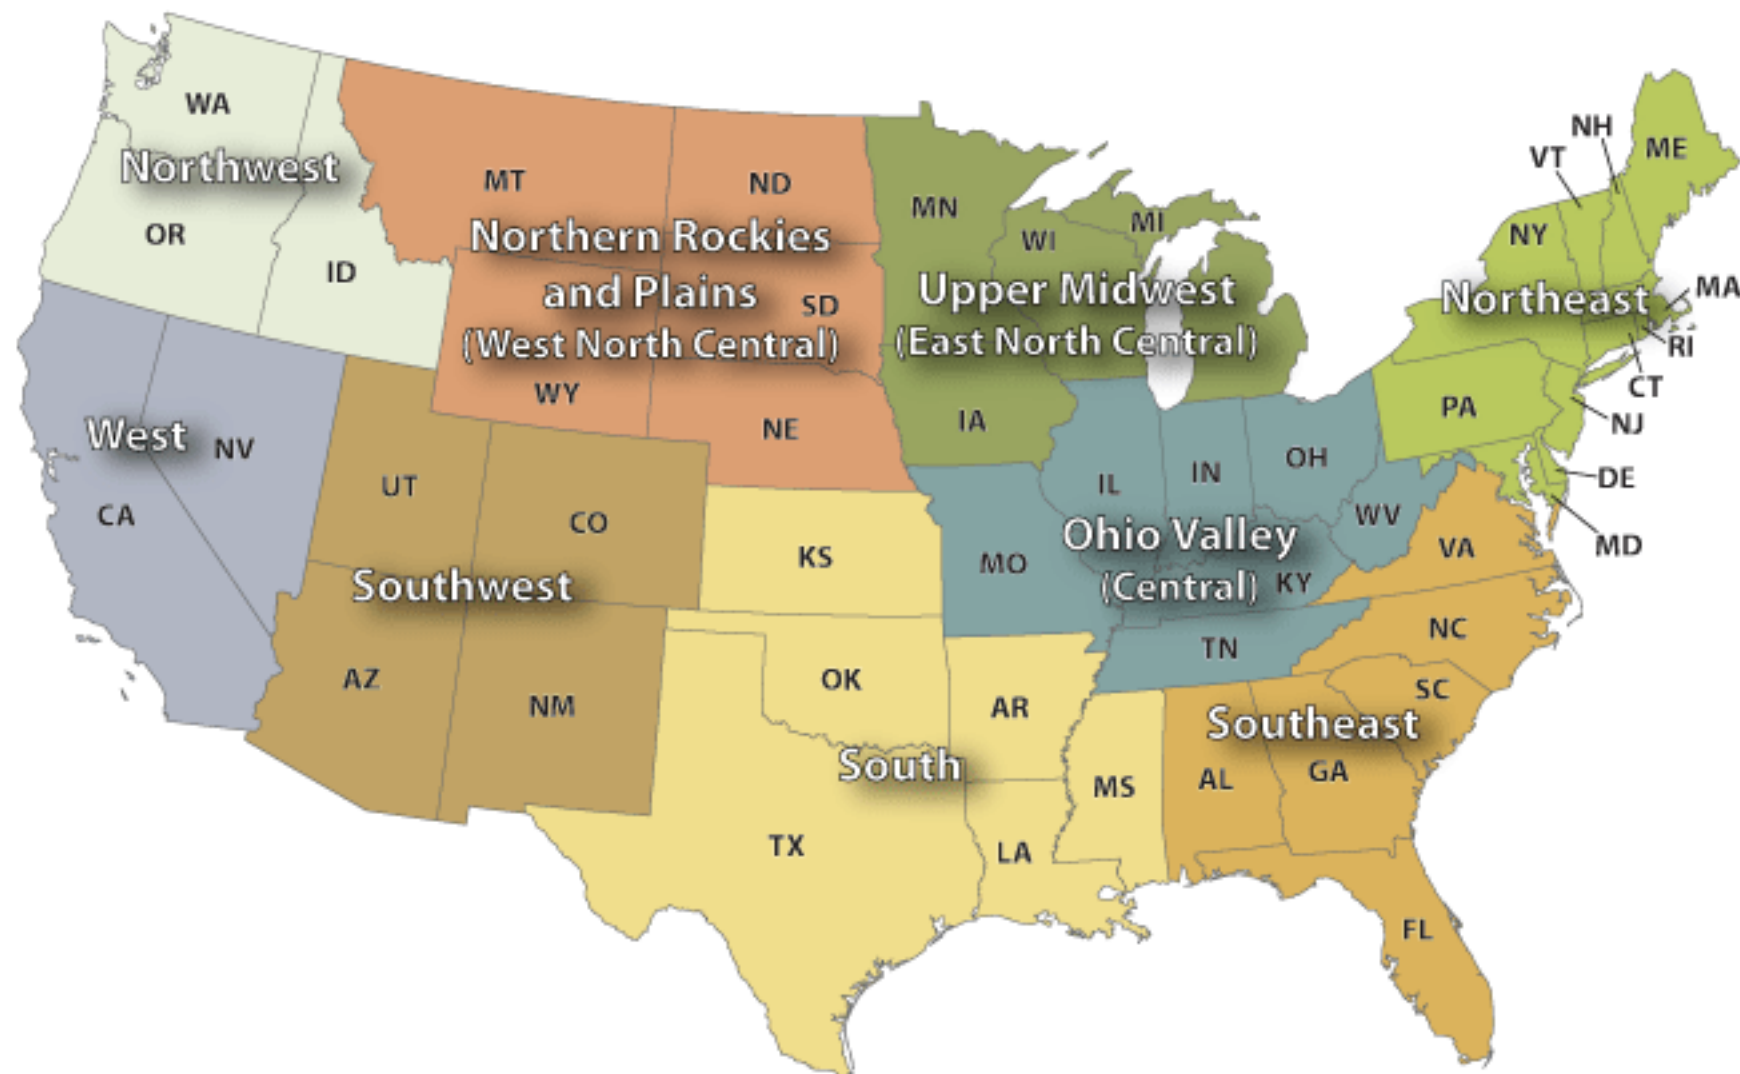 WA
Northwest
OR
ID
MT
ND
Northern Rockies
and Plains
SD
(West North Central)
WY
NE
MN
WI
MI
Upper Midwest
(East North Central)
IA
NH
VT
ME
NY
Northeast
MA
RI
CT
PA
NJ
DE
MD
West
NV
CA
UT
CO
Southwest
AZ
NM
KS
OK
AR
South
TX
LA
MS
IL
IN
OH
WV
MO
Ohio Valley
(Central)
KY
TN
VA
NC
SC
Southeast
AL
GA
FL